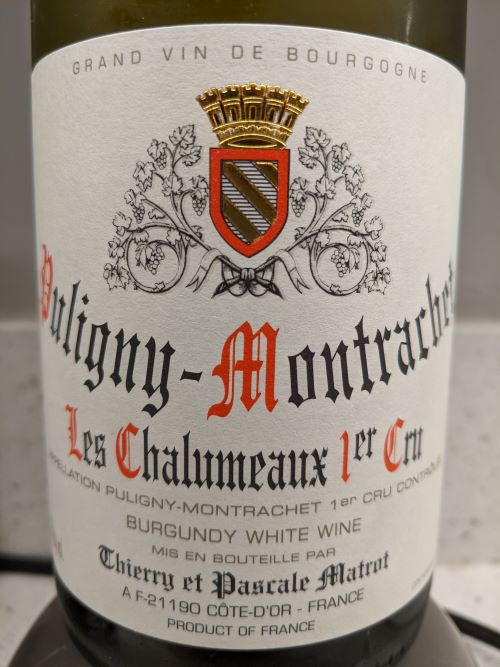 GRAND VIN DE BOURGOGNE
Puligny-Montrachet
Les Chalumeaux 1er Cru
APPELLATION PULIGNY-MONTRACHET 1er CRU CONTRÔLÉE
BURGUNDY WHITE WINE
MIS EN BOUTEILLE PAR
Thierry et Pascale Matrot
A F-21190 CÔTE-D'OR - FRANCE
PRODUCT OF FRANCE